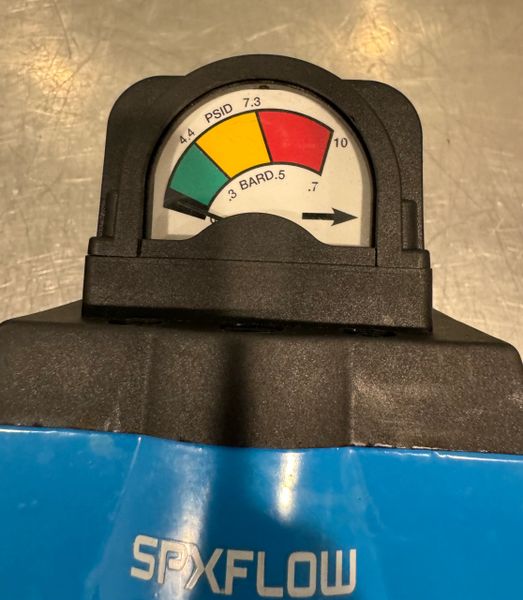 4.4 PSID 7.3
10
.3 BARD .5
.7
SPXFLOW